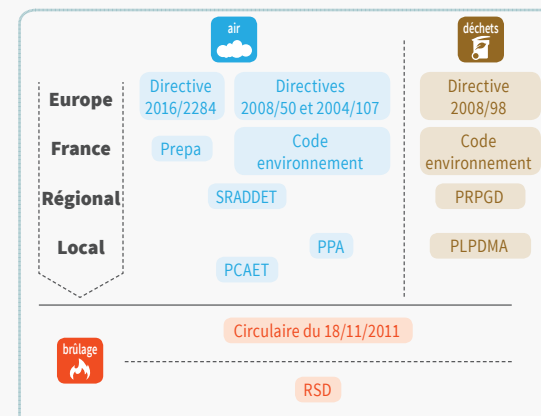 air
déchets
Europe
Directive
2016/2284
Directives
2008/50 et 2004/107
Directive
2008/98
France
Prepa
Code
environnement
Code
environnement
Régional
SRADDET
PRPGD
Local
PPA
PLPDMA
PCAET
brûlage
Circulaire du 18/11/2011
RSD